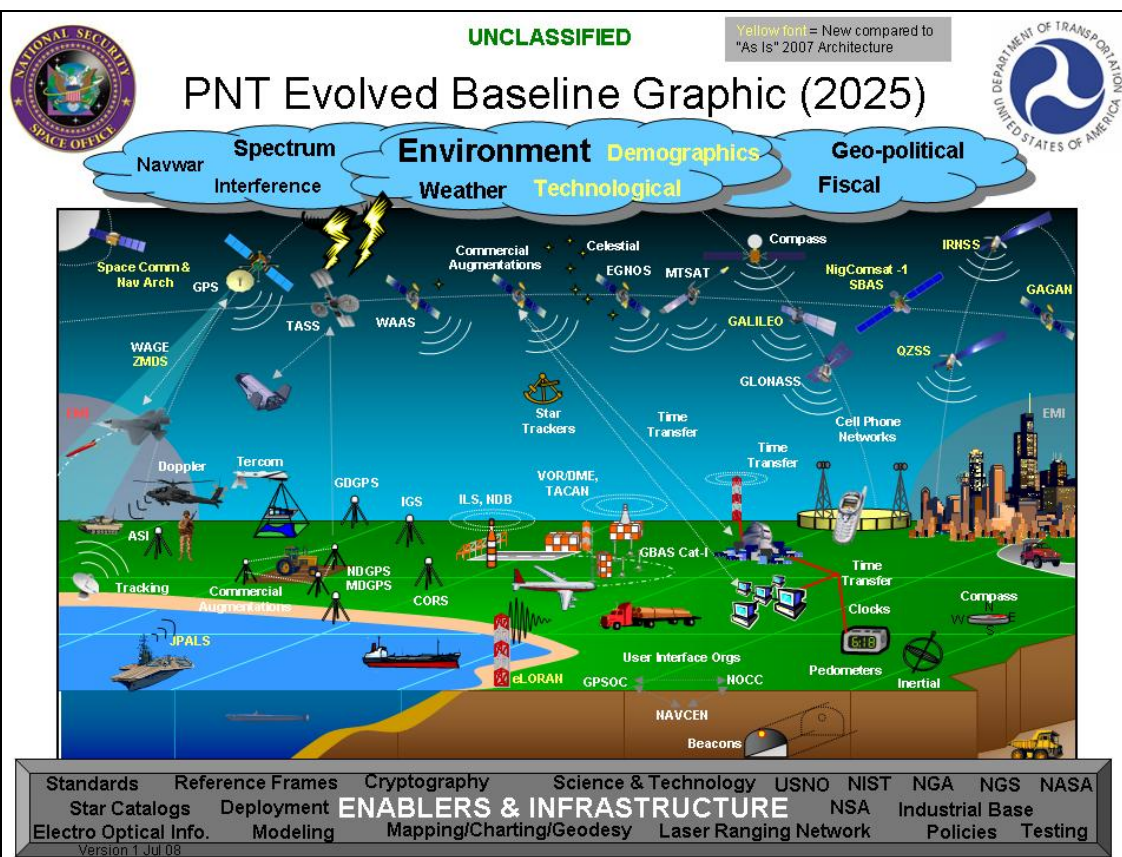 UNCLASSIFIED
Yellow font = New compared to
"As Is" 2007 Architecture
NATIONAL SECURITY
SPACE OFFICE
DEPARTMENT OF TRANSPORTATION
UNITED STATES OF AMERICA
PNT Evolved Baseline Graphic (2025)
Navwar
Spectrum
Interference
Environment
Demographics
Weather
Technological
Geo-political
Fiscal
Space Comm &
Nav Arch
GPS
TASS
WAAS
Commercial
Augmentations
Celestial
EGNOS
MTSAT
Compass
IRNSS
NigComsat -1
SBAS
GAGAN
GALILEO
QZSS
GLONASS
WAGE
ZMDS
Star
Trackers
Time
Transfer
Time
Transfer
Cell Phone
Networks
EMI
EMI
Doppler
Tercom
GDGPS
IGS
ILS, NDB
VOR/DME,
TACAN
ASI
GBAS Cat-I
Tracking
Commercial
Augmentations
NDGPS
MDGPS
CORS
Time
Transfer
Clocks
6:18
Compass
N
W
E
S
JPALS
eLORAN
User Interface Orgs
GPSOC
NOCC
NAVCEN
Pedometers
Inertial
Beacons
Standards
Reference Frames
Cryptography
Science & Technology
USNO
NIST
NGA
NGS
NASA
Star Catalogs
Deployment
ENABLERS & INFRASTRUCTURE
NSA
Industrial Base
Electro Optical Info.
Modeling
Mapping/Charting/Geodesy
Laser Ranging Network
Policies
Testing
Version 1 Jul 08